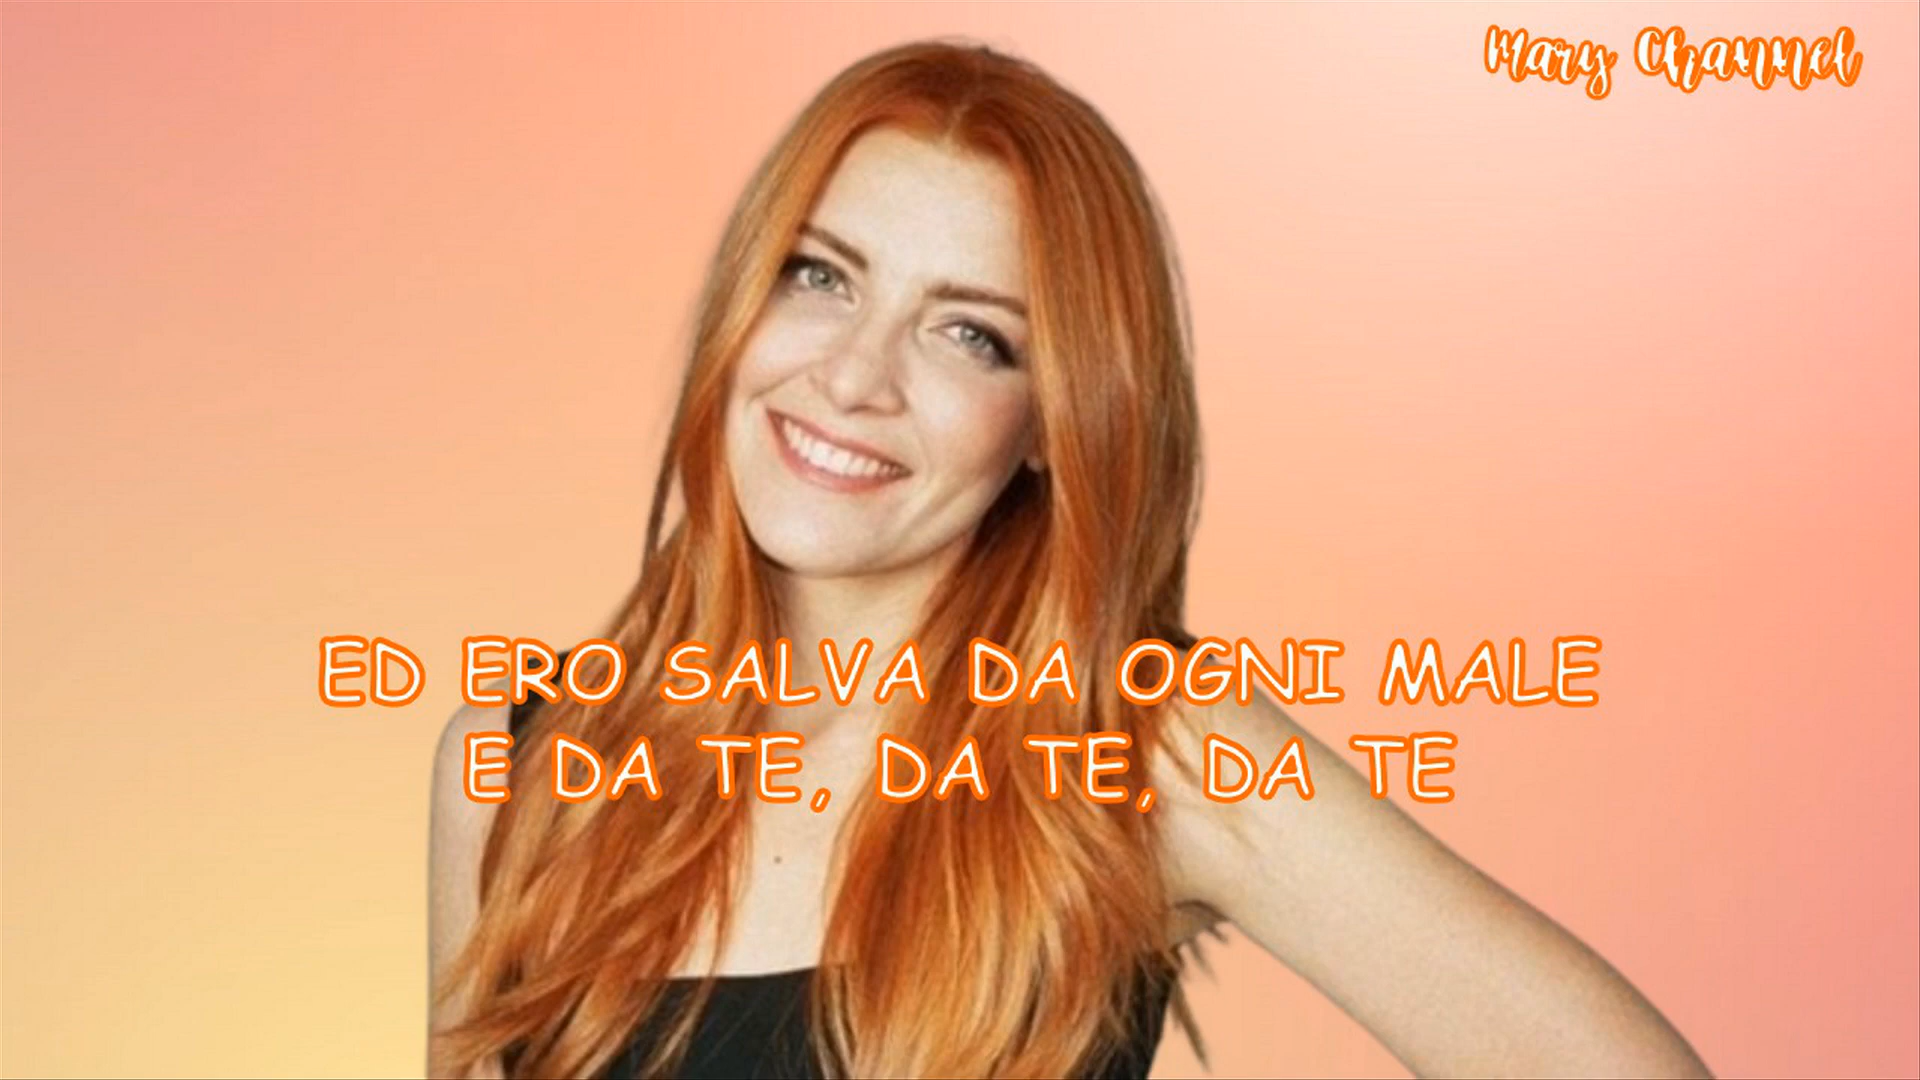 Mary Channel
ED ERO SALVA DA OGNI MALE
E DA TE, DA TE, DA TE